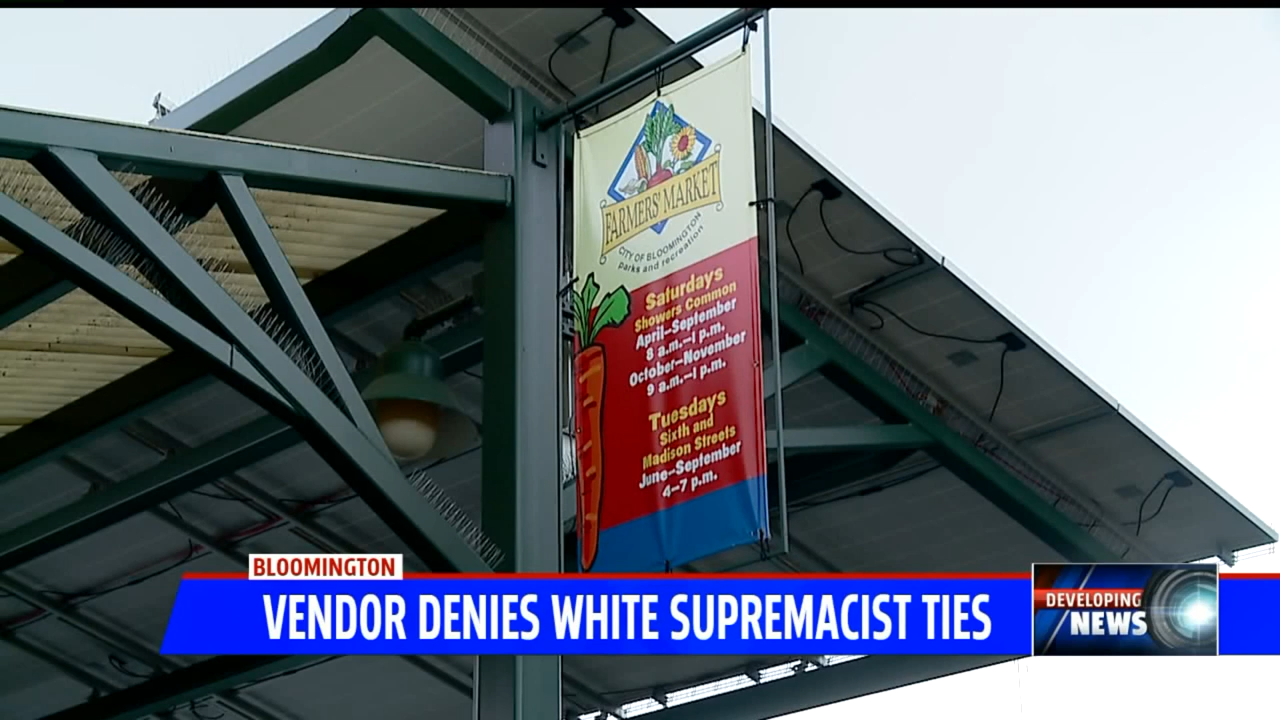 FARMERS' MARKET
CITY OF BLOOMINGTON
parks and recreation
Saturdays
Showers Common
April–September
8 a.m.–1 p.m.
October–November
9 a.m.–1 p.m.
Tuesdays
Sixth and
Madison Streets
June–September
4–7 p.m.
BLOOMINGTON
VENDOR DENIES WHITE SUPREMACIST TIES
DEVELOPING
NEWS